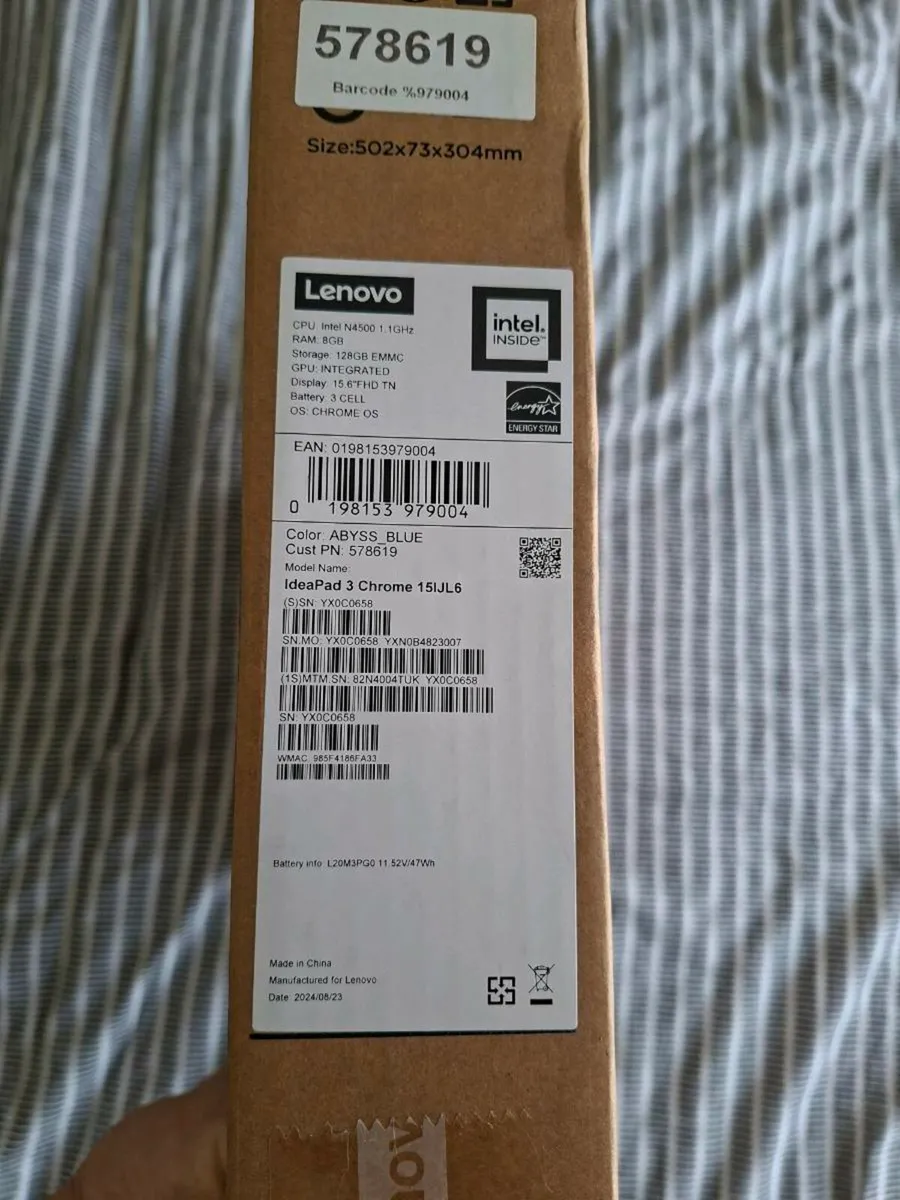 578619
Barcode %979004
Size:502x73x304mm
Lenovo
intel.
INSIDE™
CPU: Intel N4500 1.1GHz
RAM: 8GB
Storage: 128GB EMMC
GPU: INTEGRATED
Display: 15.6"FHD TN
Battery: 3 CELL
OS: CHROME OS
energy
ENERGY STAR
EAN: 0198153979004
0 198153 979004
Color: ABYSS_BLUE
Cust PN: 578619
Model Name:
IdeaPad 3 Chrome 15IJL6
(S)SN: YX0C0658
SN.MO: YX0C0658 YXN0B4823007
(1S)MTM.SN: 82N4004TUK YX0C0658
SN: YX0C0658
WMAC: 985F4186FA33
Battery info: L20M3PG0 11.52V/47Wh
Made in China
Manufactured for Lenovo
Date: 2024/08/23
nov